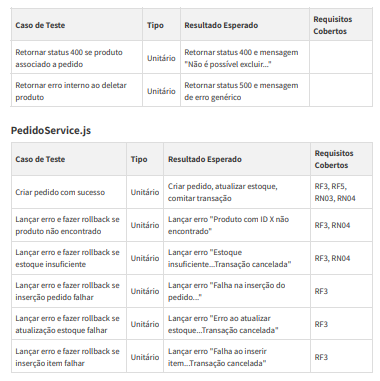 Caso de Teste Tipo Resultado Esperado Requisitos
Cobertos
Retornar status 400 se produto
associado a pedido Unitário Retornar status 400 e mensagem
"Não é possível excluir..."
Retornar erro interno ao deletar
produto Unitário Retornar status 500 e mensagem
de erro genérico
PedidoService.js
Caso de Teste Tipo Resultado Esperado Requisitos
Cobertos
Criar pedido com sucesso Unitário Criar pedido, atualizar estoque,
comitar transação RF3, RF5,
RN03, RN04
Lançar erro e fazer rollback se
produto não encontrado Unitário Lançar erro "Produto com ID X não
encontrado" RF3, RN04
Lançar erro e fazer rollback se
estoque insuficiente Unitário Lançar erro "Estoque
insuficiente...Transação cancelada" RF3, RN04
Lançar erro e fazer rollback se
inserção pedido falhar Unitário Lançar erro "Falha na inserção do
pedido..." RF3
Lançar erro e fazer rollback se
atualização estoque falhar Unitário Lançar erro "Erro ao atualizar
estoque...Transação cancelada" RF3
Lançar erro e fazer rollback se
inserção item falhar Unitário Lançar erro "Falha ao inserir
item...Transação cancelada" RF3